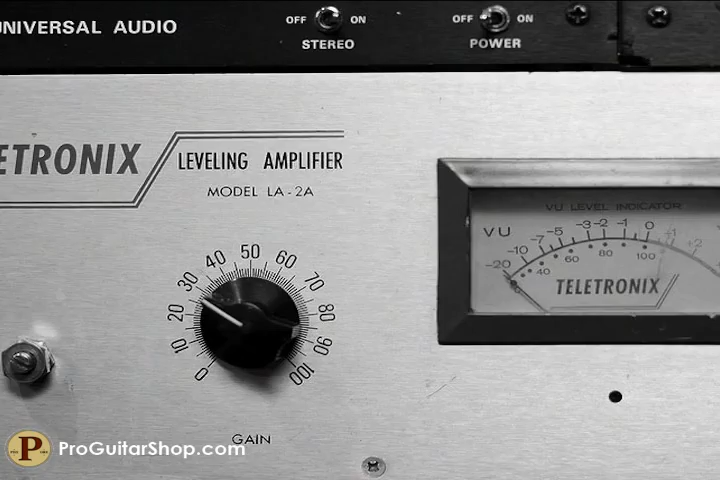 UNIVERSAL AUDIO
OFF ON
STEREO
OFF ON
POWER
ETRONIX
LEVELING AMPLIFIER
MODEL LA-2A
0 10 20 30 40 50 60 70 80 90 100
GAIN
VU LEVEL INDICATOR
VU
-20 -10 -7 -5 -3 -2 -1 0 +1 +2
40 60 80 100
TELETRONIX
P
ProGuitarShop.com